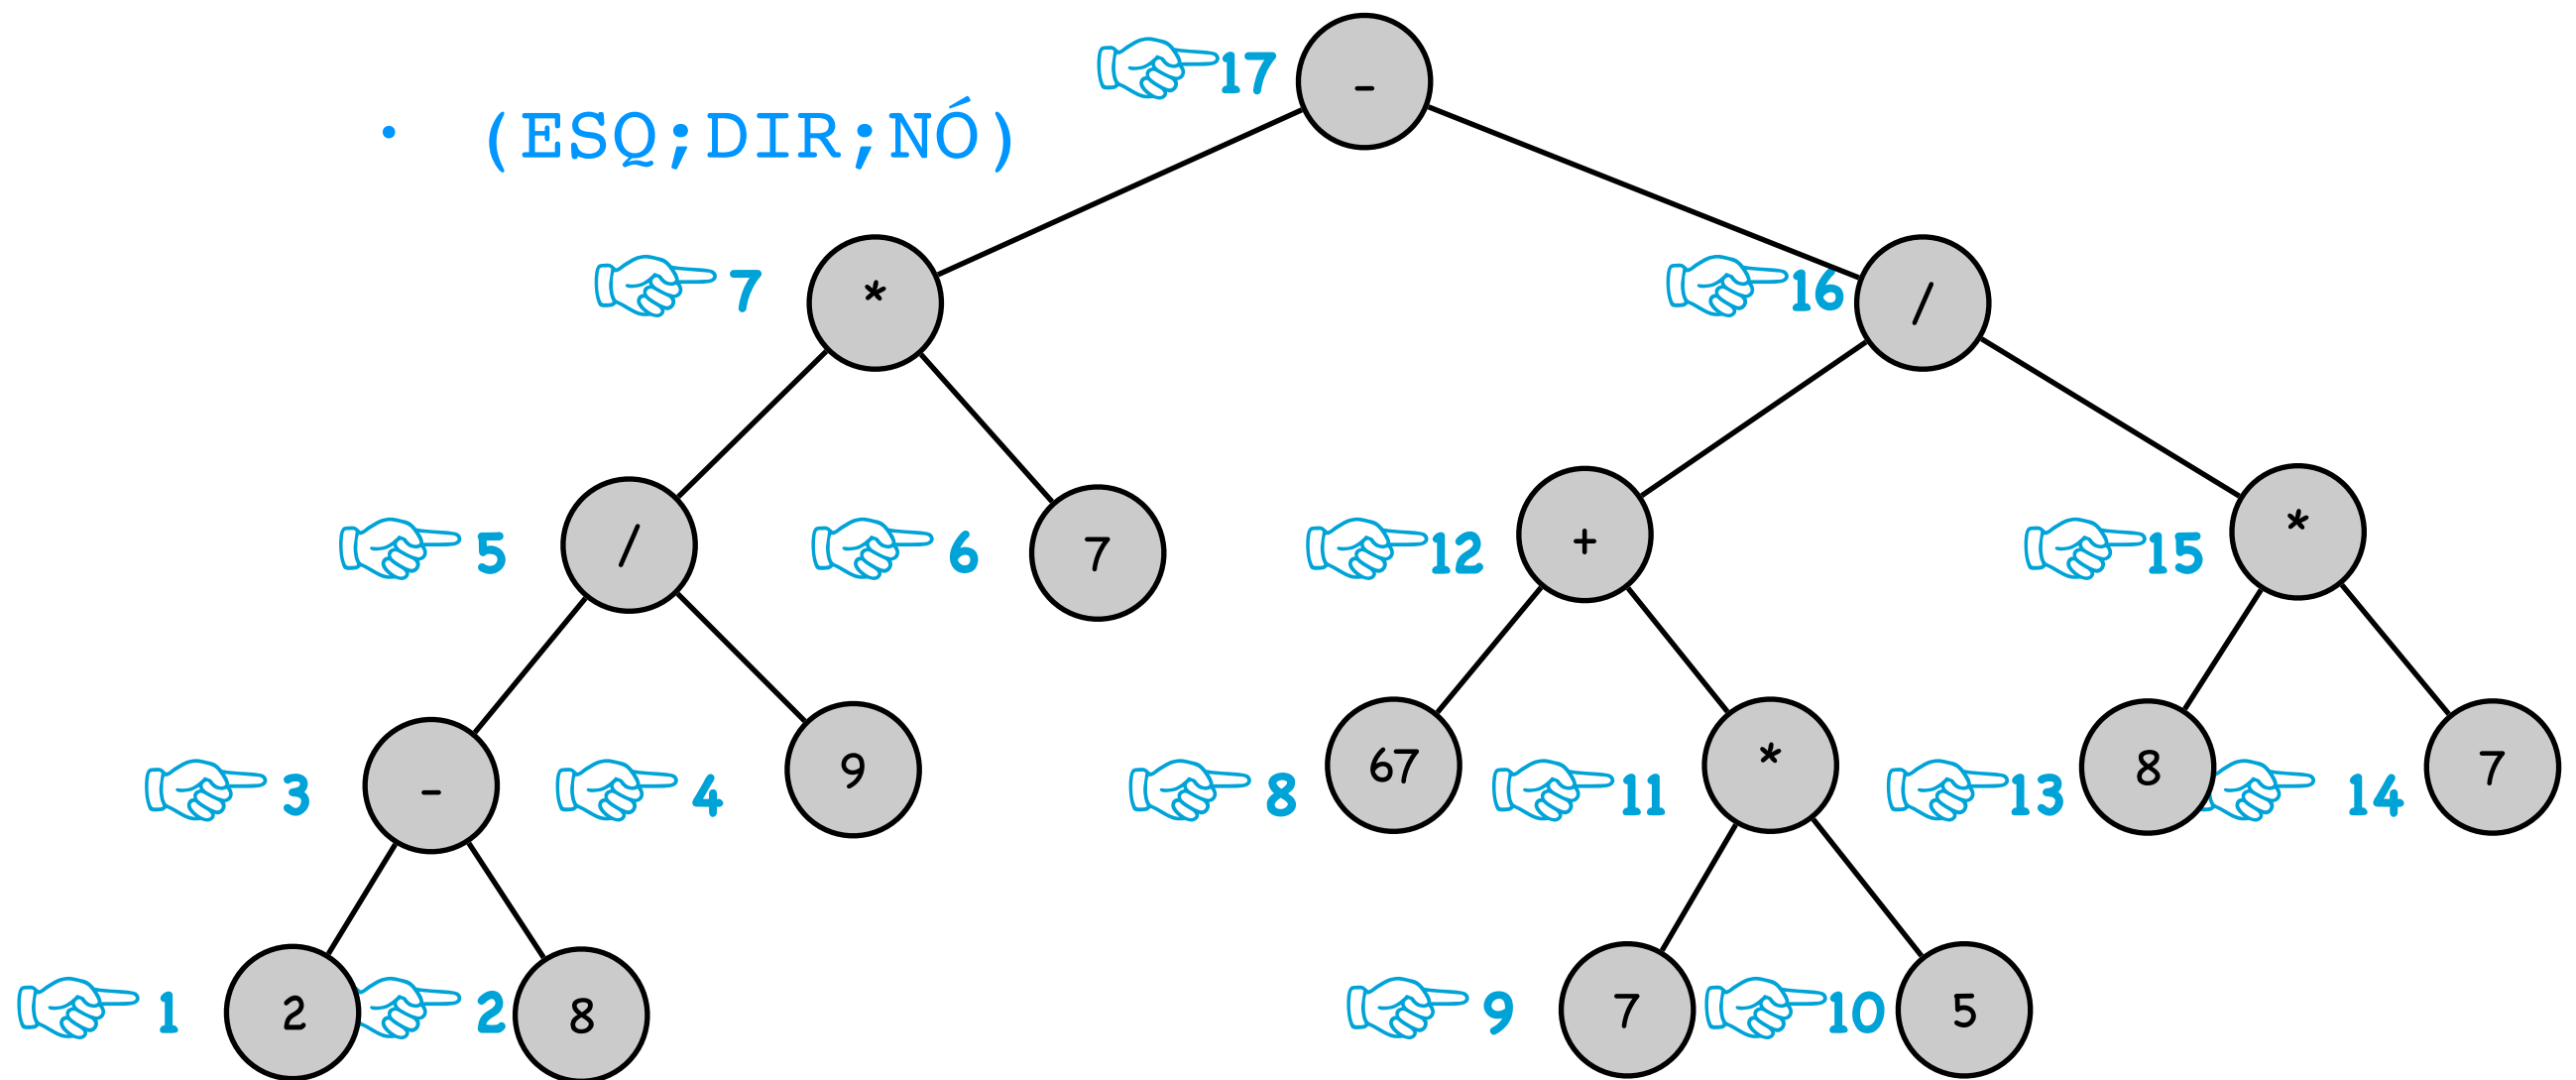 17 -
• (ESQ;DIR;NÓ)
7 * 16 /
5 / 6 7 12 + 15 *
3 - 4 9 8 67 11 * 13 8 14 7
1 2 2 8 9 7 10 5